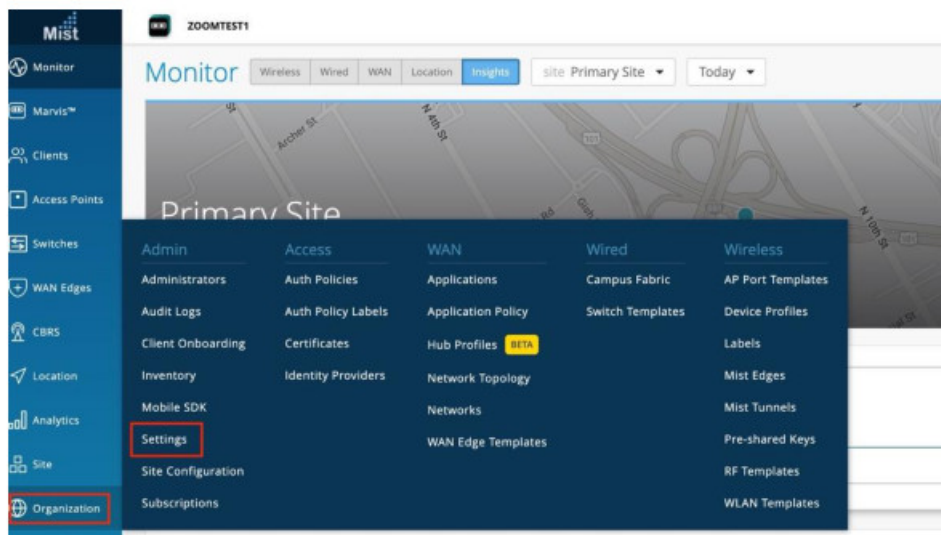 Mist
ZOOMTEST1
Monitor
Monitor Wireless Wired WAN Location Insights site Primary Site Today
Marvis™
Clients
Access Points
Switches
WAN Edges
CBRS
Location
Analytics
Site
Organization
St
Archer St
N 4th St
101
Rd
N 10th St
Primary Site
Admin
Administrators
Audit Logs
Client Onboarding
Inventory
Mobile SDK
Settings
Site Configuration
Subscriptions
Access
Auth Policies
Auth Policy Labels
Certificates
Identity Providers
WAN
Applications
Application Policy
Hub Profiles BETA
Network Topology
Networks
WAN Edge Templates
Wired
Campus Fabric
Switch Templates
Wireless
AP Port Templates
Device Profiles
Labels
Mist Edges
Mist Tunnels
Pre-shared Keys
RF Templates
WLAN Templates